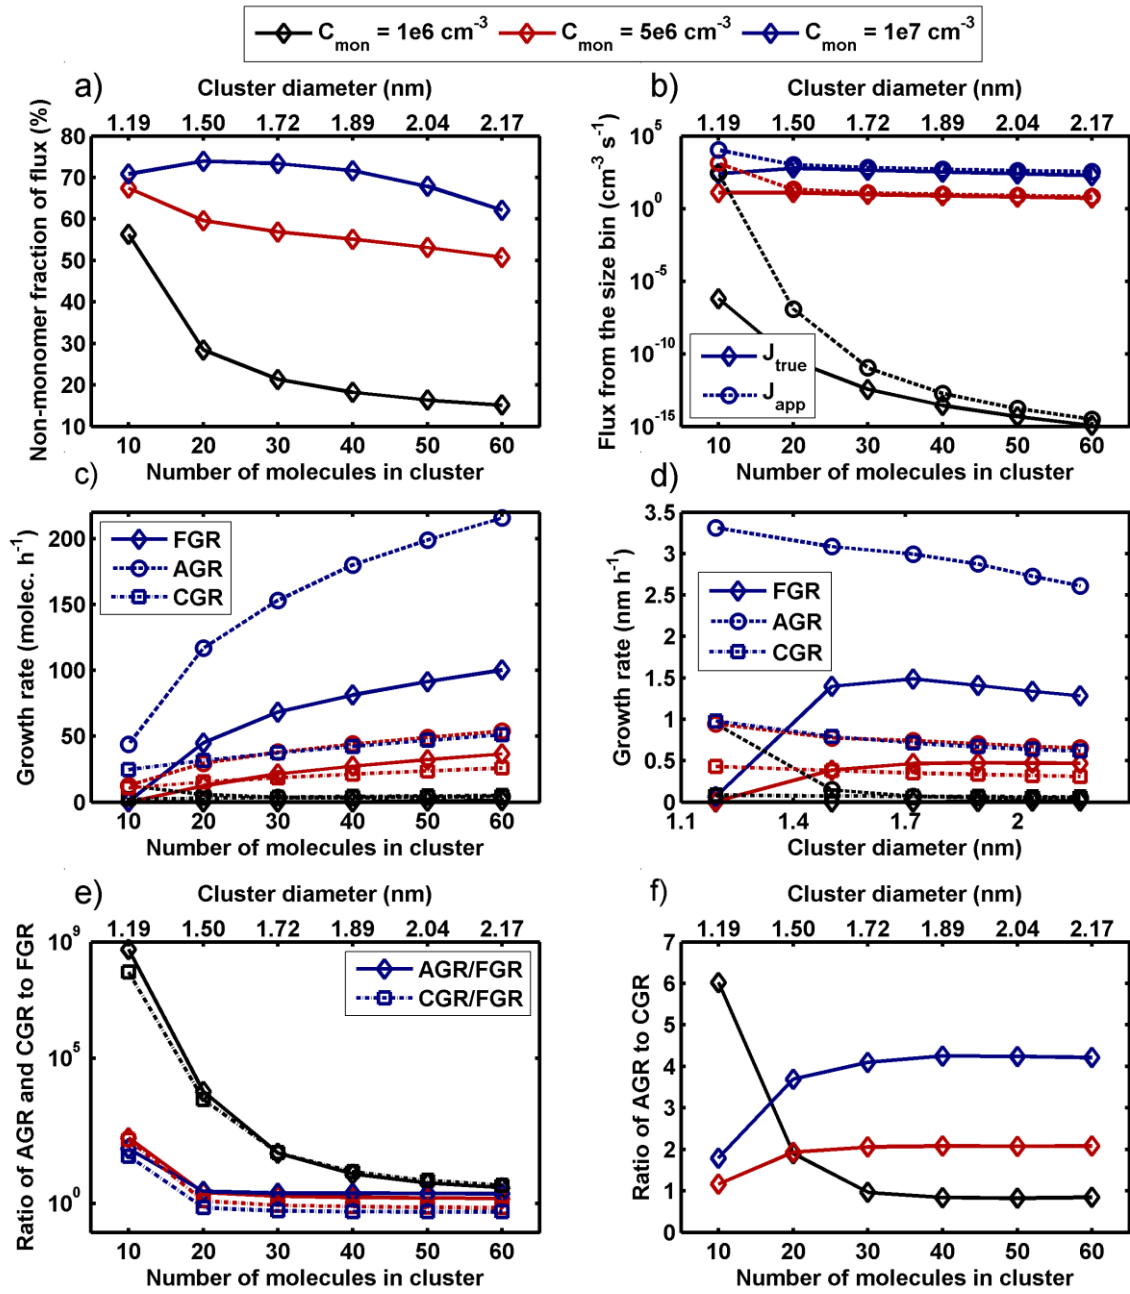 C_mon = 1e6 cm^-3 C_mon = 5e6 cm^-3 C_mon = 1e7 cm^-3
a)
Cluster diameter (nm)
1.19 1.50 1.72 1.89 2.04 2.17
Non-monomer fraction of flux (%)
80
70
60
50
40
30
20
10
10 20 30 40 50 60
Number of molecules in cluster
b)
Cluster diameter (nm)
1.19 1.50 1.72 1.89 2.04 2.17
Flux from the size bin (cm^-3 s^-1)
10^5
10^0
10^-5
10^-10
10^-15
J_true
J_app
10 20 30 40 50 60
Number of molecules in cluster
c)
Growth rate (molec. h^-1)
200
150
100
50
0
FGR
AGR
CGR
10 20 30 40 50 60
Number of molecules in cluster
d)
Growth rate (nm h^-1)
3.5
3
2.5
2
1.5
1
0.5
0
FGR
AGR
CGR
1.1 1.4 1.7 2
Cluster diameter (nm)
e)
Cluster diameter (nm)
1.19 1.50 1.72 1.89 2.04 2.17
Ratio of AGR and CGR to FGR
10^9
10^5
10^0
AGR/FGR
CGR/FGR
10 20 30 40 50 60
Number of molecules in cluster
f)
Cluster diameter (nm)
1.19 1.50 1.72 1.89 2.04 2.17
Ratio of AGR to CGR
7
6
5
4
3
2
1
0
10 20 30 40 50 60
Number of molecules in cluster